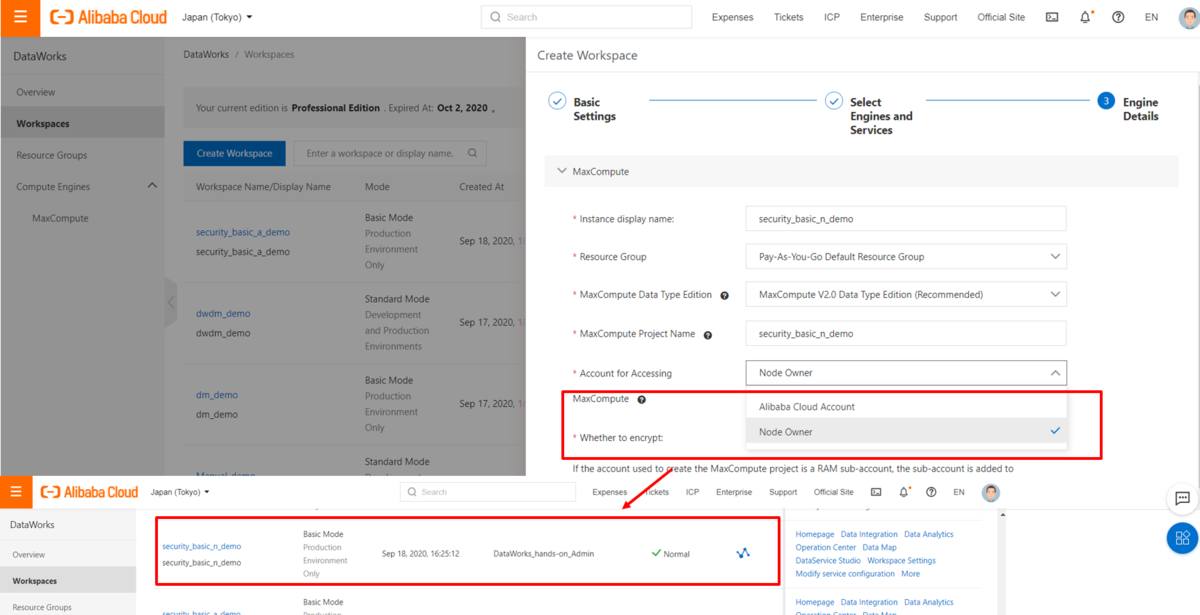 Alibaba Cloud Japan (Tokyo) Search Expenses Tickets ICP Enterprise Support Official Site EN
DataWorks
Overview
Workspaces
Resource Groups
Compute Engines
MaxCompute
DataWorks / Workspaces
Your current edition is Professional Edition . Expired At: Oct 2, 2020 .
Create Workspace Enter a workspace or display name.
Workspace Name/Display Name Mode Created At
security_basic_a_demo
security_basic_a_demo
Basic Mode
Production
Environment
Only
Sep 18, 2020,
dwdm_demo
dwdm_demo
Standard Mode
Development
and Production
Environments
Sep 17, 2020,
dm_demo
dm_demo
Basic Mode
Production
Environment
Only
Sep 17, 2020,
Standard Mode
Create Workspace
Basic
Settings
Select
Engines and
Services
3 Engine
Details
MaxCompute
* Instance display name: security_basic_n_demo
* Resource Group Pay-As-You-Go Default Resource Group
* MaxCompute Data Type Edition MaxCompute V2.0 Data Type Edition (Recommended)
* MaxCompute Project Name security_basic_n_demo
* Account for Accessing Node Owner
MaxCompute
Alibaba Cloud Account
Node Owner
* Whether to encrypt:
If the account used to create the MaxCompute project is a RAM sub-account, the sub-account is added to
Alibaba Cloud Japan (Tokyo) Search Expenses Tickets ICP Enterprise Support Official Site EN
DataWorks
Overview
Workspaces
Resource Groups
security_basic_n_demo
security_basic_n_demo
Basic Mode
Production
Environment
Only
Sep 18, 2020, 16:25:12 DataWorks_hands-on_Admin Normal
Homepage Data Integration Data Analytics
Operation Center Data Map
DataService Studio Workspace Settings
Modify service configuration More
security_basic_a_demo
Basic Mode
Homepage Data Integration Data Analytics
Operation Center Data Map